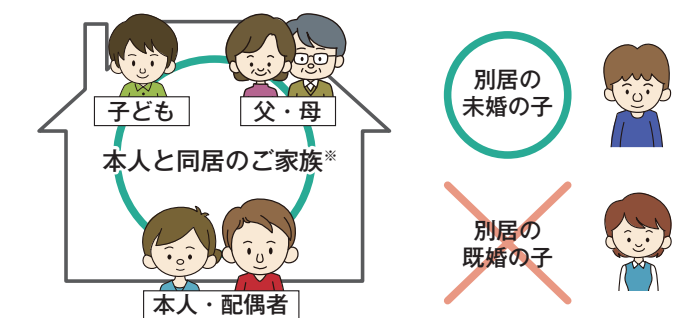 子ども
父・母
本人と同居のご家族※
本人・配偶者
別居の
未婚の子
別居の
既婚の子